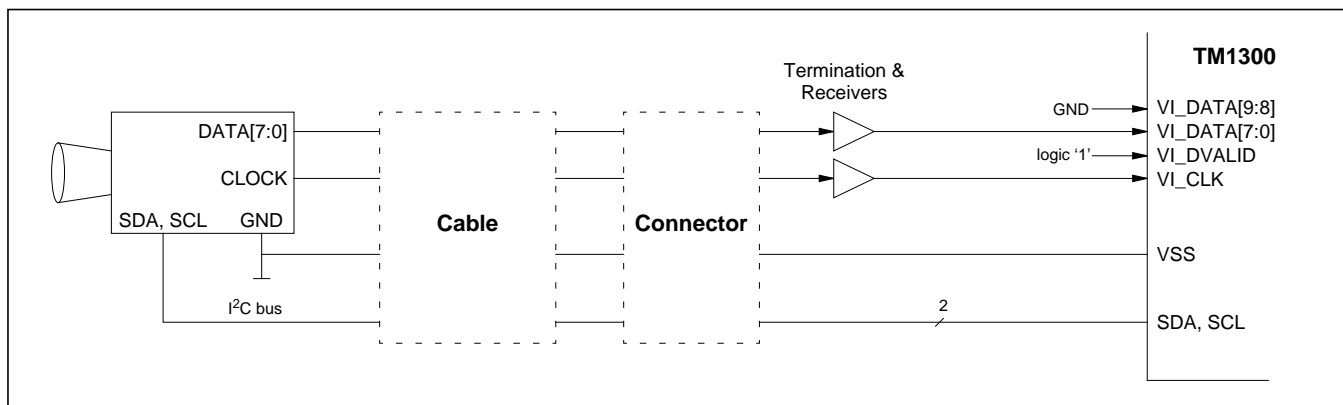 TM1300
Termination &
Receivers
GND
VI_DATA[9:8]
DATA[7:0]
VI_DATA[7:0]
logic ‘1’
VI_DVALID
CLOCK
VI_CLK
SDA, SCL
GND
Cable
Connector
VSS
I²C bus
2
SDA, SCL